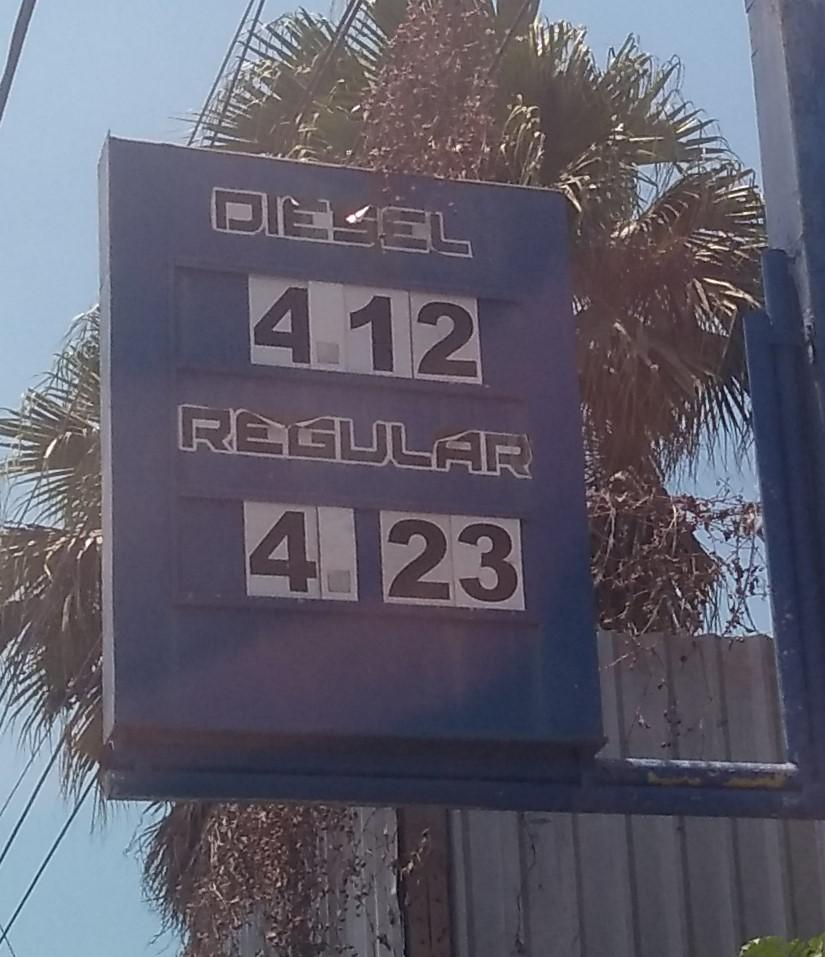 DIESEL
4.12
REGULAR
4.23